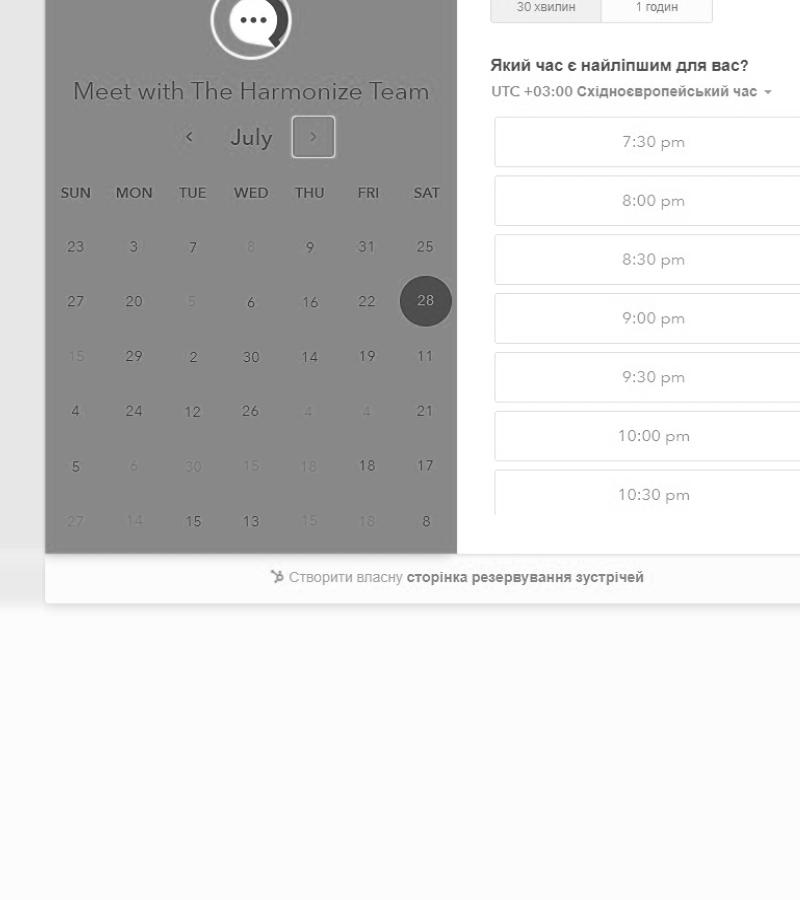 30 хвилин 1 годин
Meet with The Harmonize Team
Який час є найліпшим для вас?
UTC +03:00 Східноєвропейський час
July
7:30 pm
SUN MON TUE WED THU FRI SAT
8:00 pm
23 3 7 8 9 31 25
8:30 pm
27 20 5 6 16 22 28
9:00 pm
15 29 2 30 14 19 11
9:30 pm
4 24 12 26 4 4 21
10:00 pm
5 6 30 15 18 18 17
10:30 pm
27 14 15 13 15 18 8
Створити власну сторінка резервування зустрічей